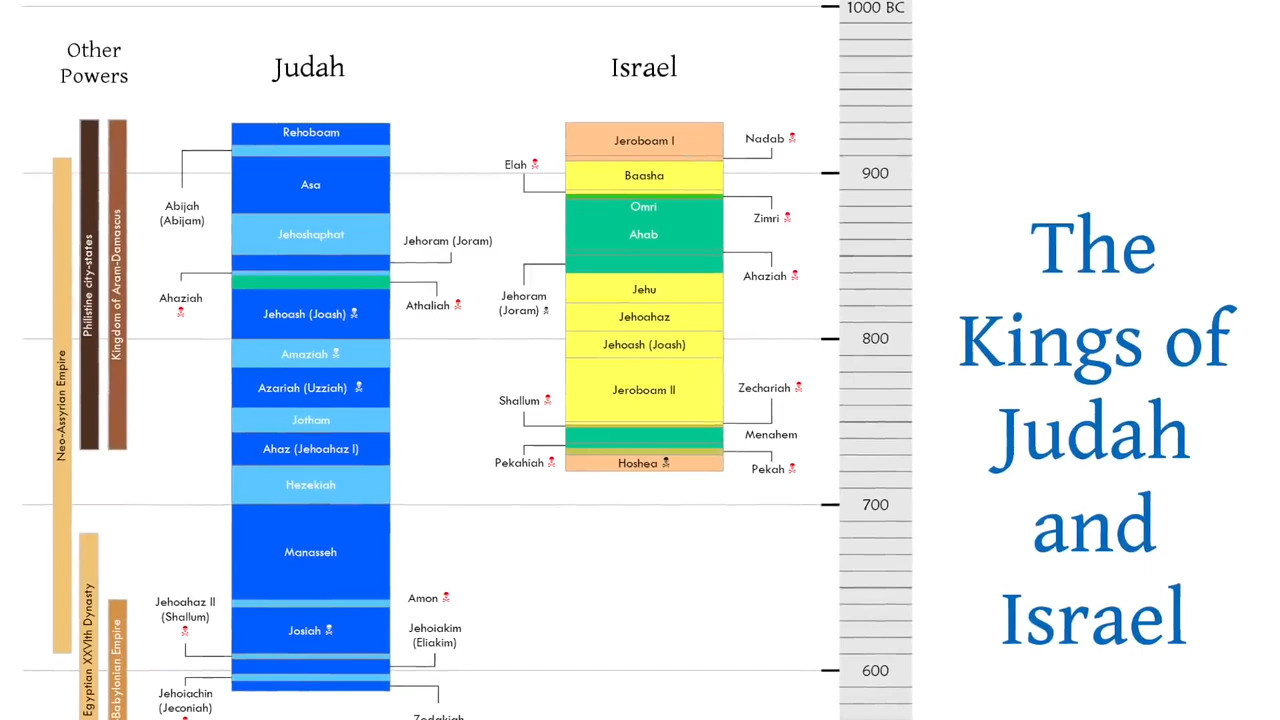 1000 BC
Other
Powers
Judah
Israel
Rehoboam
Jeroboam I
Nadab
Elah
900
Baasha
Asa
Abijah
(Abijam)
Omri
Zimri
Jehoshaphat
Ahab
Jehoram (Joram)
Philistine city-states
Kingdom of Aram-Damascus
Neo-Assyrian Empire
Ahaziah
Ahaziah
Athaliah
Jehoram
(Joram)
Jehu
Jehoash (Joash)
Jehoahaz
800
Jehoash (Joash)
Amaziah
Azariah (Uzziah)
Jeroboam II
Zechariah
Shallum
Jotham
Menahem
Ahaz (Jehoahaz I)
Pekahiah
Hoshea
Pekah
Hezekiah
700
Manasseh
Jehoahaz II
(Shallum)
Amon
Josiah
Jehoiakim
(Eliakim)
Egyptian XXVIth Dynasty
-Babylonian Empire
600
Jehoiachin
(Jeconiah)
Zedekiah
The
Kings of
Judah
and
Israel